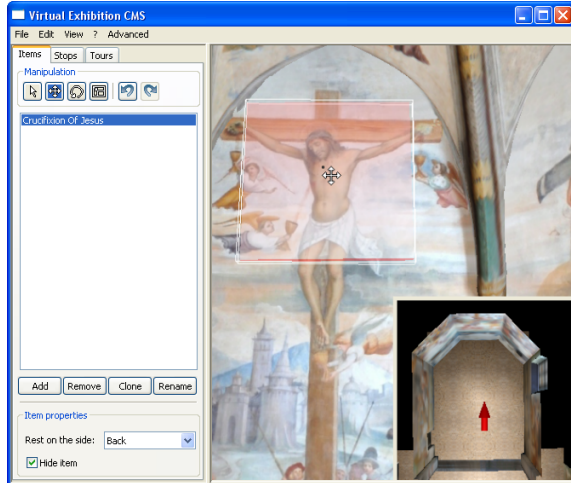 Virtual Exhibition CMS
File Edit View ? Advanced
Items Stops Tours
Manipulation
Crucifixion Of Jesus
Add Remove Clone Rename
Item properties
Rest on the side: Back
Hide item